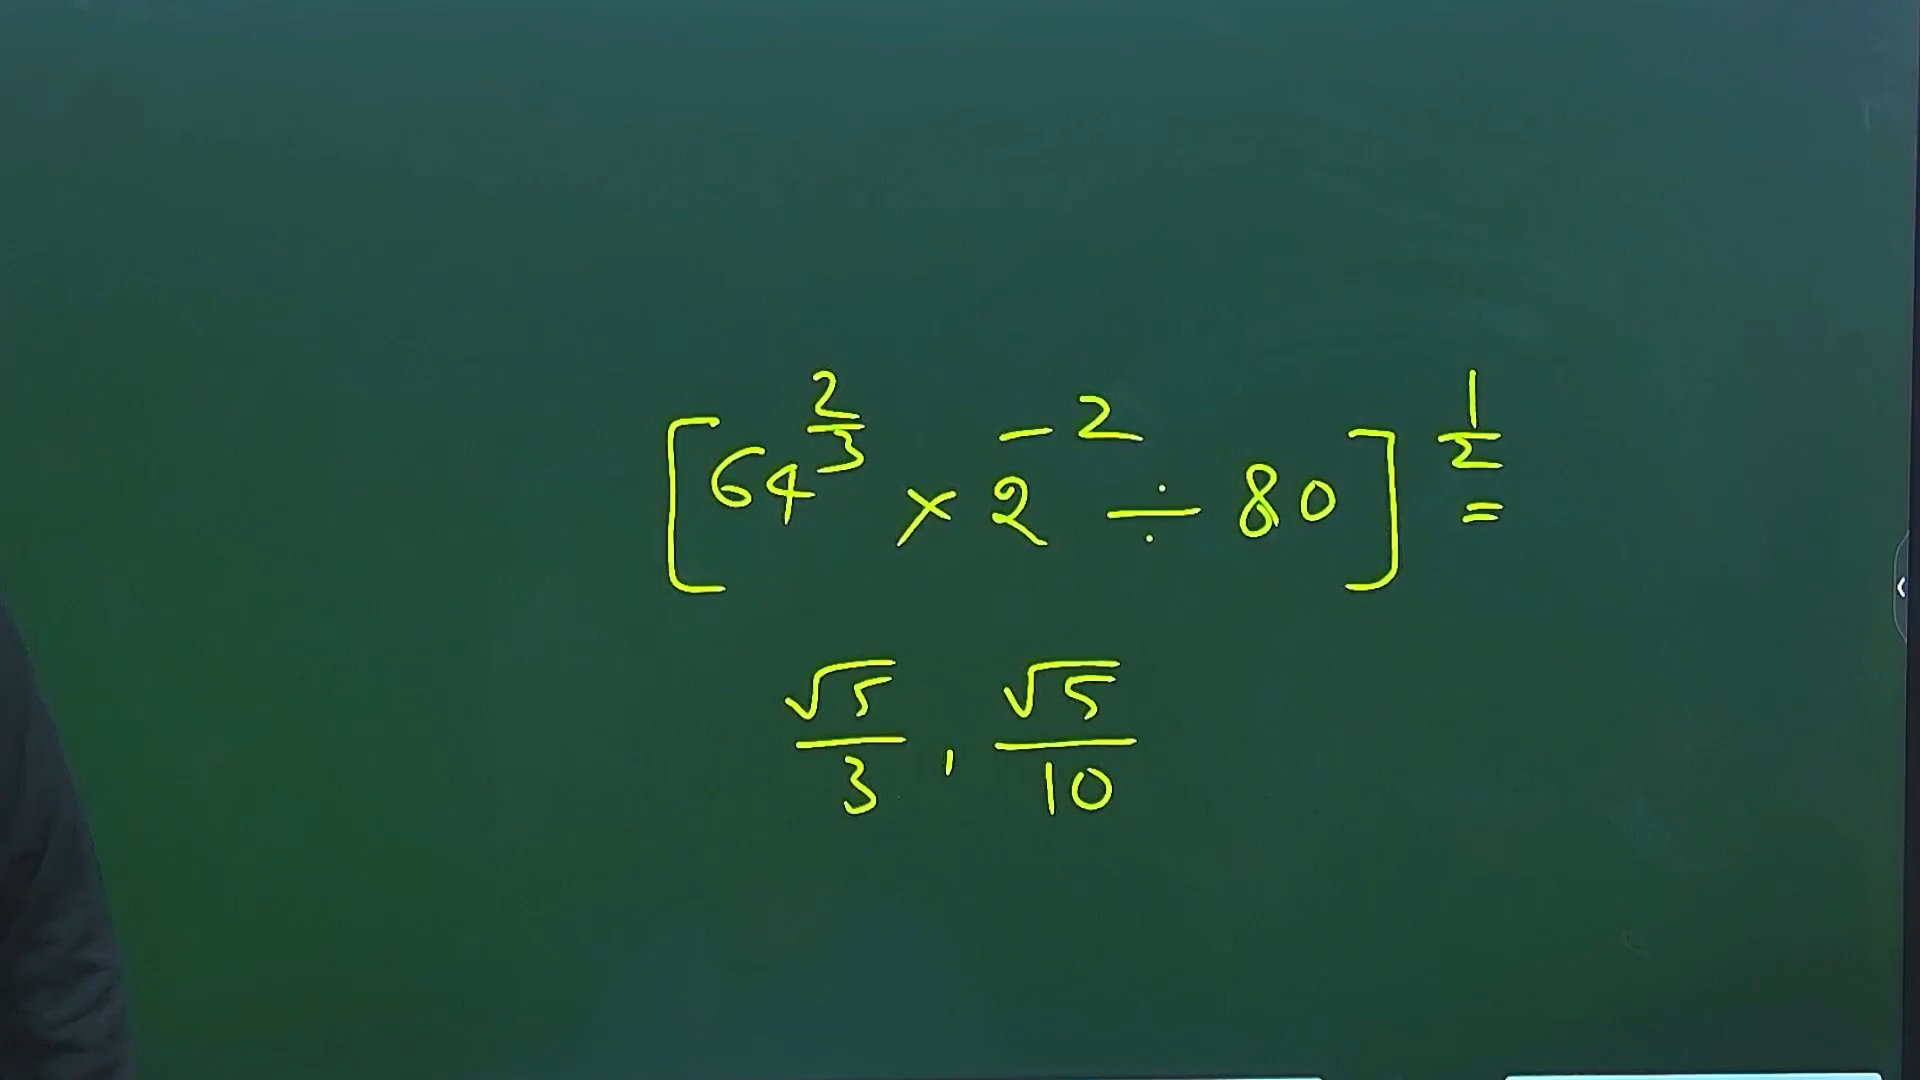 [64^{2/3} × 2^{-2} ÷ 80]^{1/2} =
√5/3 , √5/10